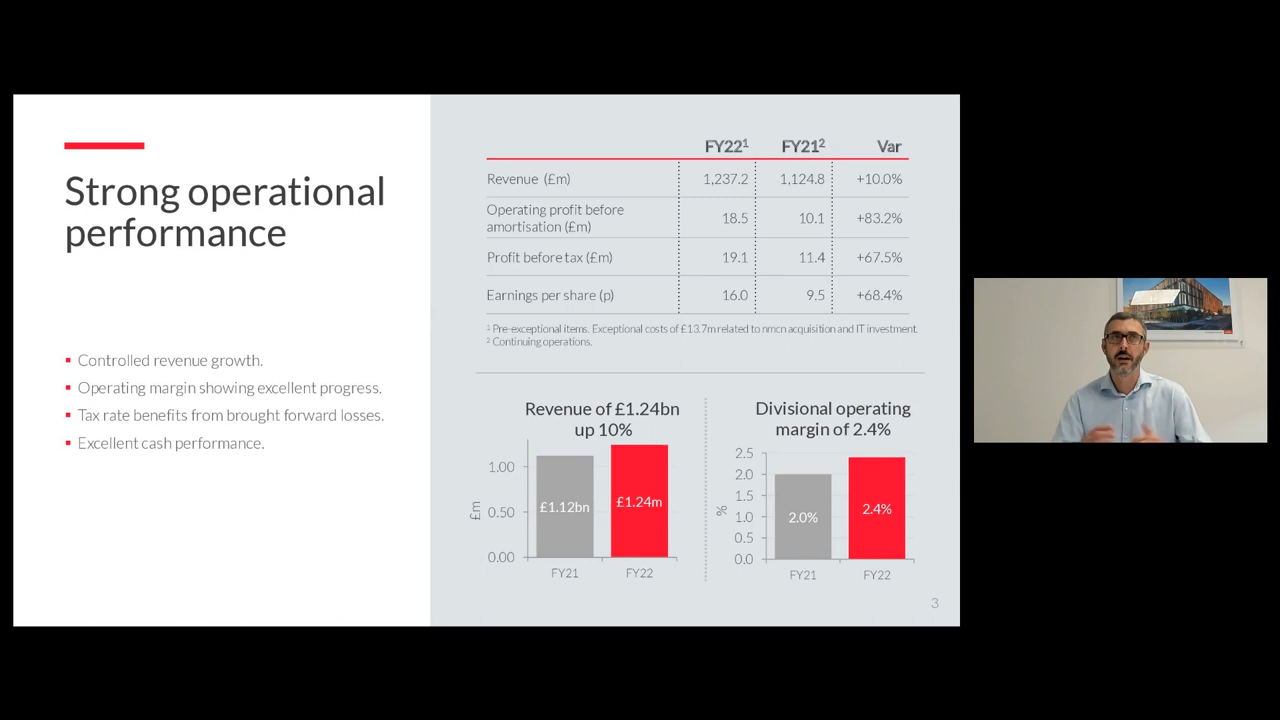 Strong operational
performance
▪ Controlled revenue growth.
▪ Operating margin showing excellent progress.
▪ Tax rate benefits from brought forward losses.
▪ Excellent cash performance.
FY22¹ FY21² Var
Revenue (£m) 1,237.2 1,124.8 +10.0%
Operating profit before
amortisation (£m) 18.5 10.1 +83.2%
Profit before tax (£m) 19.1 11.4 +67.5%
Earnings per share (p) 16.0 9.5 +68.4%
¹ Pre-exceptional items. Exceptional costs of £13.7m related to nmcn acquisition and IT investment.
² Continuing operations.
Revenue of £1.24bn
up 10%
1.00
0.50
0.00
£m
£1.12bn
£1.24m
FY21 FY22
Divisional operating
margin of 2.4%
2.5
2.0
1.5
1.0
0.5
0.0
%
2.0%
2.4%
FY21 FY22
3